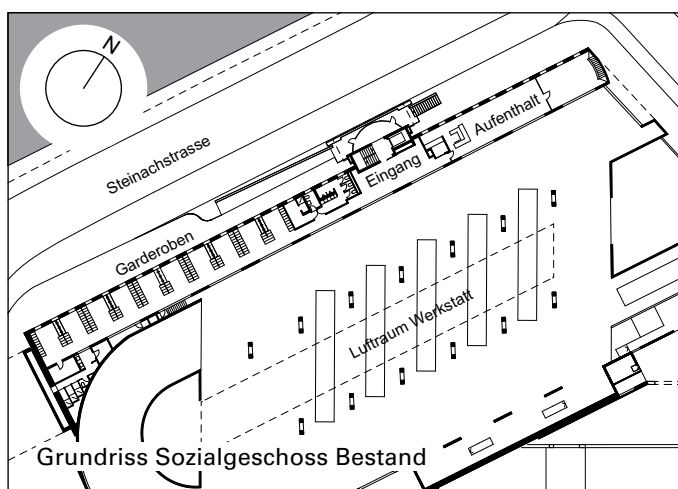 N
Steinachstrasse
Aufenthalt
Eingang
Garderoben
Luftraum Werkstatt
Grundriss Sozialgeschoss Bestand